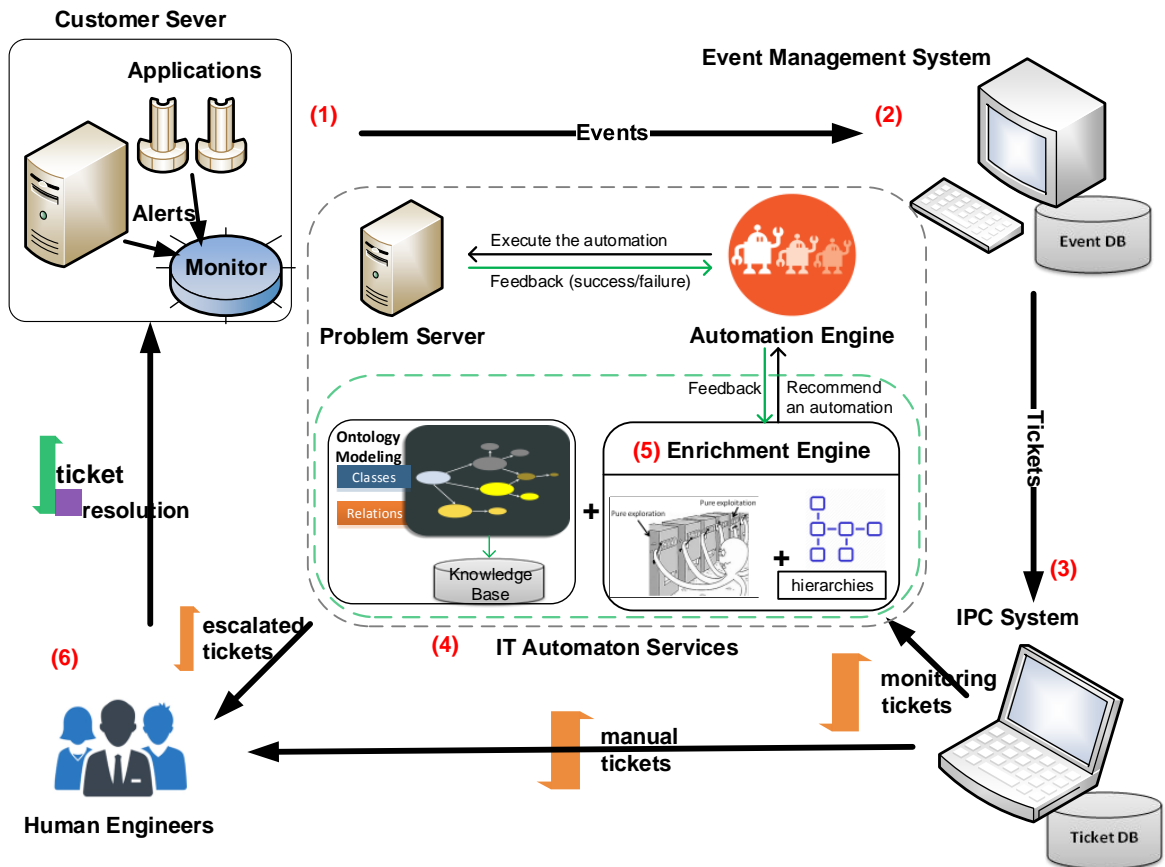 Customer Sever
Applications
Alerts
Monitor
(1)
Events
(2)
Event Management System
Event DB
Execute the automation
Feedback (success/failure)
Problem Server
Automation Engine
Feedback
Recommend
an automation
Ontology
Modeling
Classes
Relations
Knowledge
Base
+
(5) Enrichment Engine
Pure exploration
Pure exploitation
+
hierarchies
(4)
IT Automaton Services
Tickets
(3)
IPC System
Ticket DB
monitoring
tickets
manual
tickets
escalated
tickets
(6)
Human Engineers
ticket
resolution